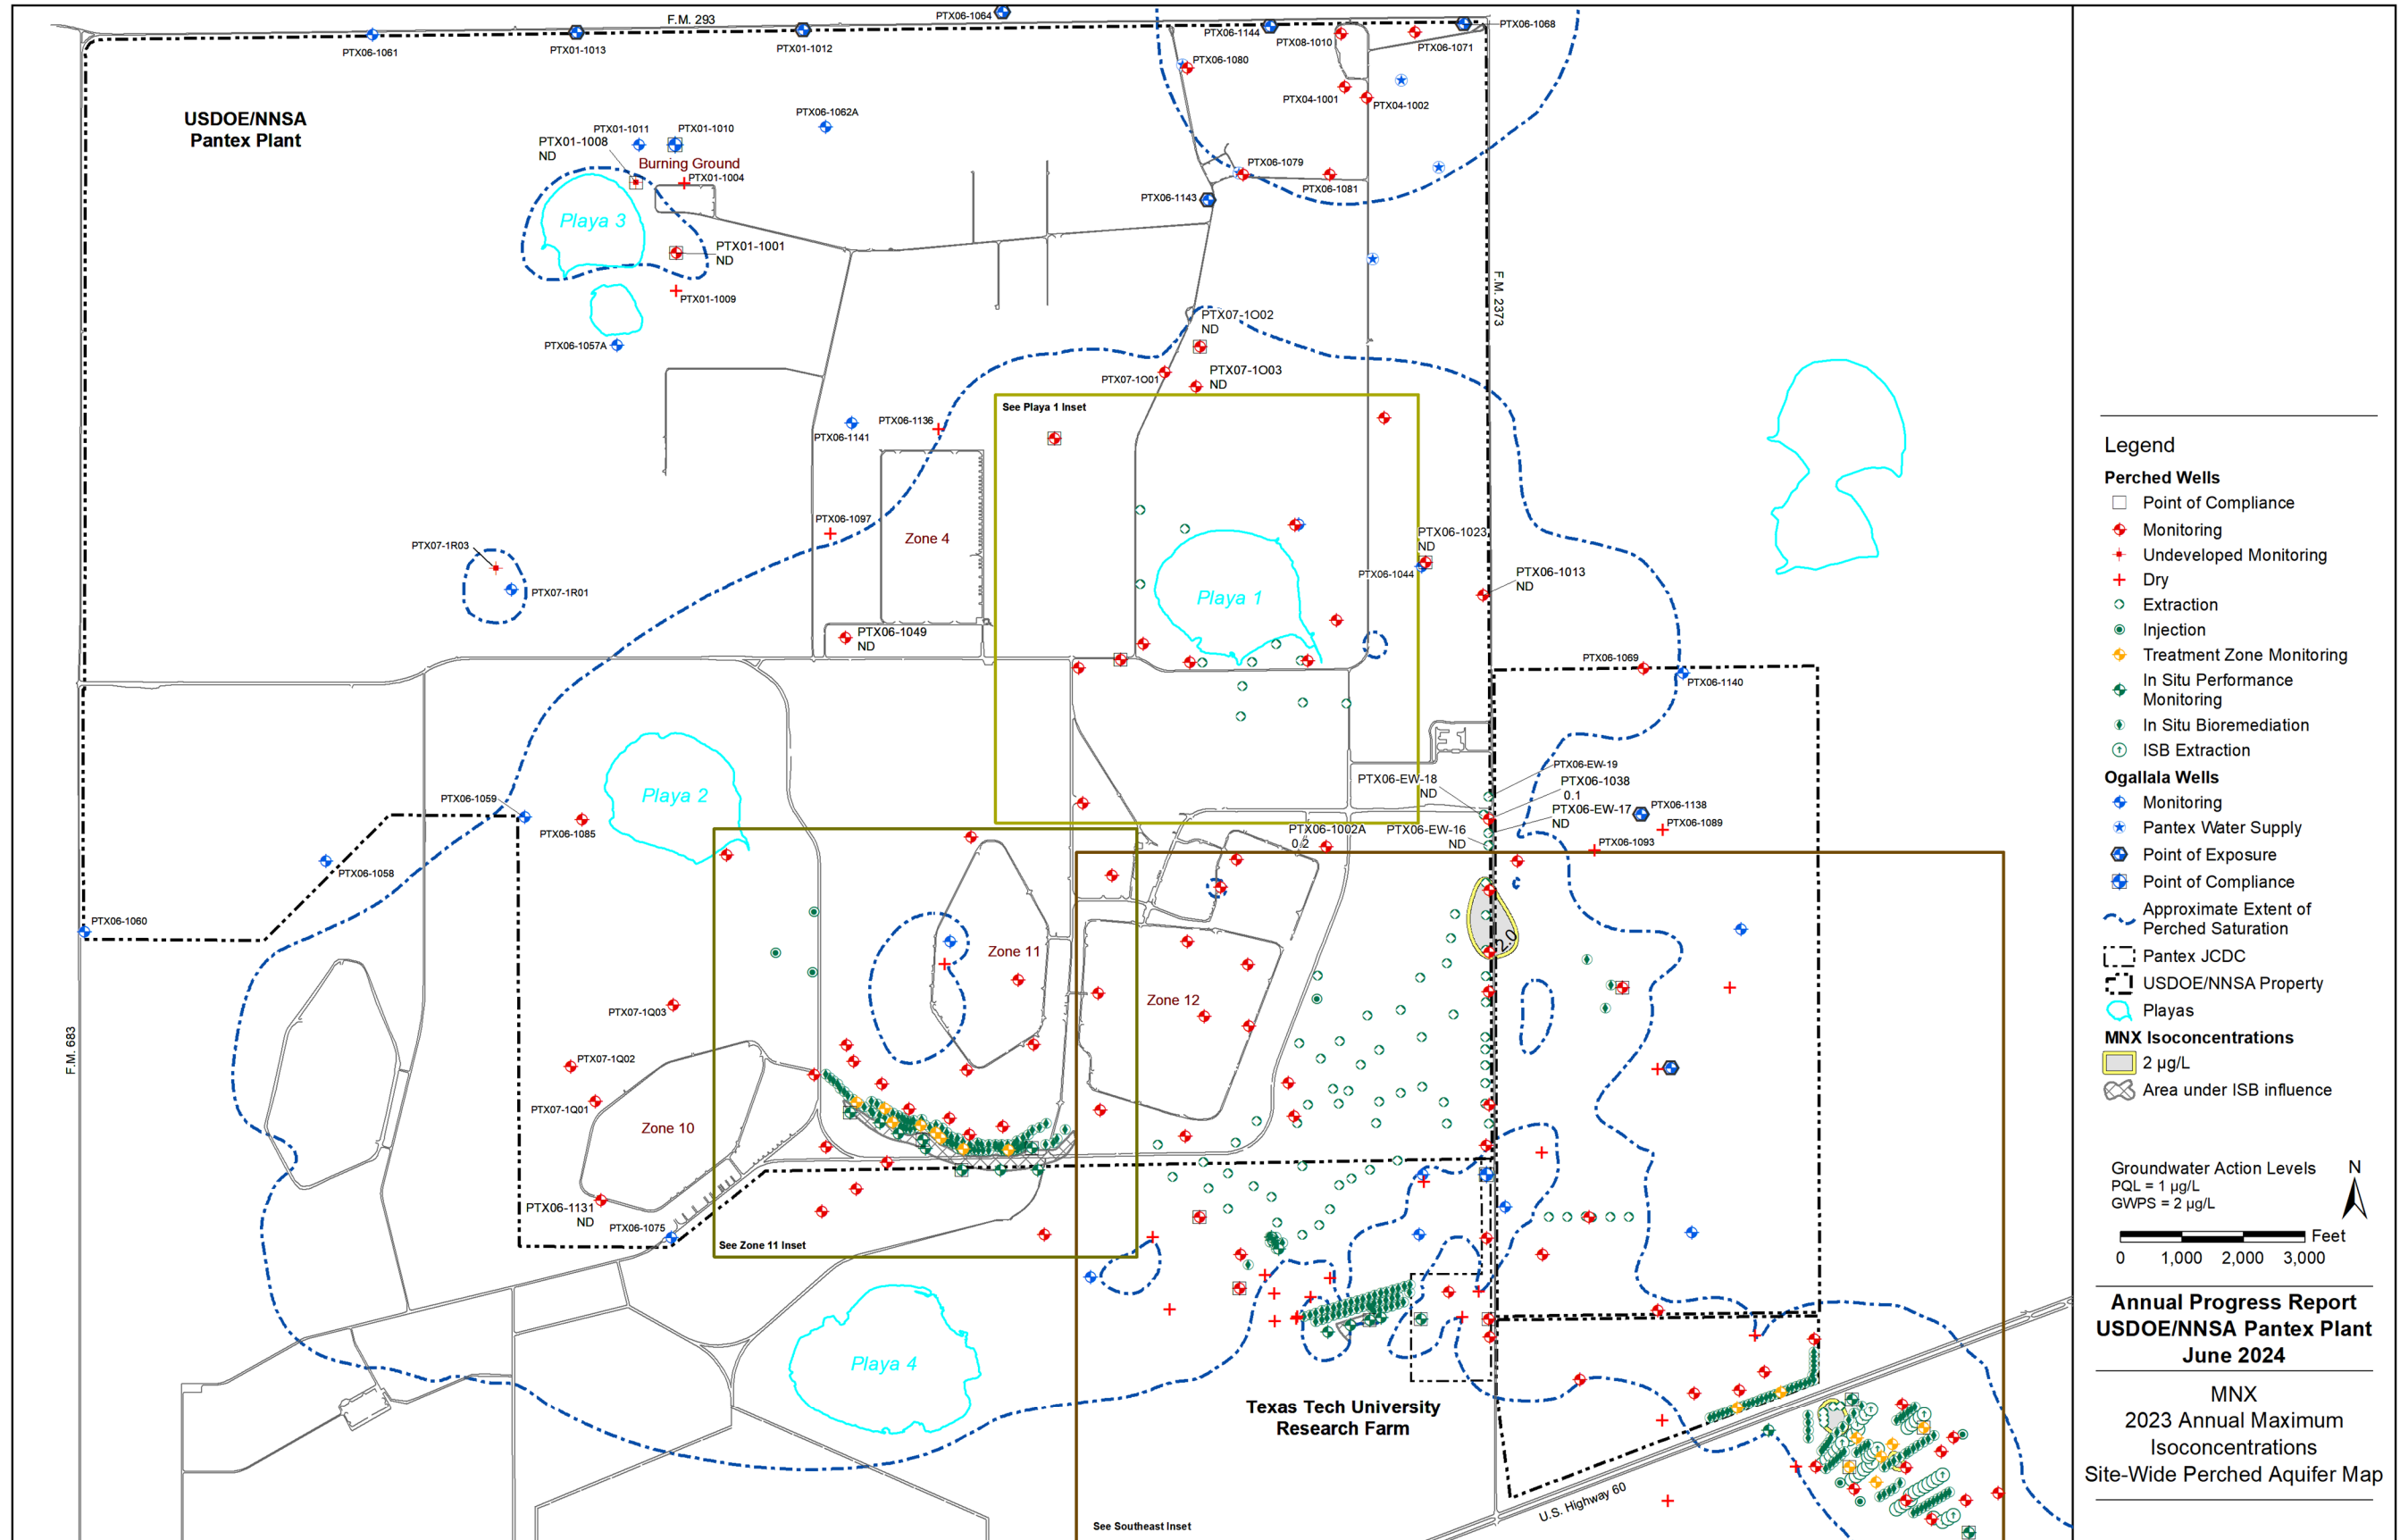 F.M. 293
PTX06-1064
PTX06-1061
PTX01-1013
PTX01-1012
PTX06-1144
PTX08-1010
PTX06-1071
PTX06-1068
PTX06-1080
PTX04-1001
PTX04-1002
USDOE/NNSA
Pantex Plant
PTX06-1062A
PTX01-1011
PTX01-1010
PTX01-1008
ND
Burning Ground
PTX01-1004
PTX06-1079
PTX06-1081
PTX06-1143
Playa 3
PTX01-1001
ND
PTX01-1009
PTX06-1057A
F.M. 2373
PTX07-1O02
ND
PTX07-1O01
PTX07-1O03
ND
See Playa 1 Inset
PTX06-1136
PTX06-1141
PTX06-1097
Zone 4
PTX06-1023
ND
PTX06-1044
PTX06-1013
ND
PTX07-1R03
PTX07-1R01
Playa 1
PTX06-1049
ND
PTX06-1069
PTX06-1140
Playa 2
PTX06-1059
PTX06-1085
PTX06-EW-19
PTX06-EW-18
ND
PTX06-1038
0.1
PTX06-EW-17
ND
PTX06-1138
PTX06-1089
PTX06-1002A
0.2
PTX06-EW-16
ND
PTX06-1093
PTX06-1058
PTX06-1060
2.0
Zone 11
Zone 12
PTX07-1Q03
F.M. 683
PTX07-1Q02
PTX07-1Q01
Zone 10
PTX06-1131
ND
PTX06-1075
See Zone 11 Inset
Playa 4
Texas Tech University
Research Farm
U.S. Highway 60
See Southeast Inset
Legend
Perched Wells
Point of Compliance
Monitoring
Undeveloped Monitoring
Dry
Extraction
Injection
Treatment Zone Monitoring
In Situ Performance
Monitoring
In Situ Bioremediation
ISB Extraction
Ogallala Wells
Monitoring
Pantex Water Supply
Point of Exposure
Point of Compliance
Approximate Extent of
Perched Saturation
Pantex JCDC
USDOE/NNSA Property
Playas
MNX Isoconcentrations
2 µg/L
Area under ISB influence
Groundwater Action Levels
PQL = 1 µg/L
GWPS = 2 µg/L
N
Feet
0 1,000 2,000 3,000
Annual Progress Report
USDOE/NNSA Pantex Plant
June 2024
MNX
2023 Annual Maximum
Isoconcentrations
Site-Wide Perched Aquifer Map